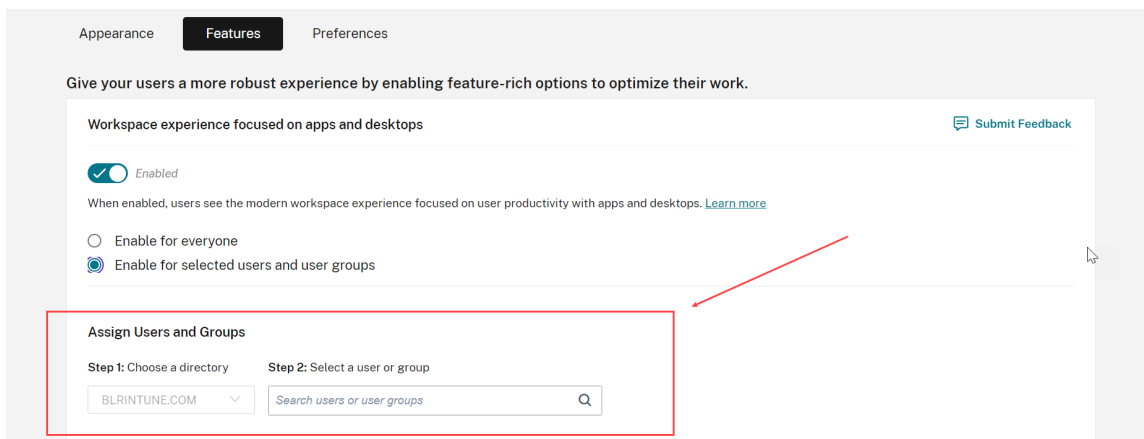 Appearance Features Preferences
Give your users a more robust experience by enabling feature-rich options to optimize their work.
Workspace experience focused on apps and desktops Submit Feedback
Enabled
When enabled, users see the modern workspace experience focused on user productivity with apps and desktops. Learn more
Enable for everyone
Enable for selected users and user groups
Assign Users and Groups
Step 1: Choose a directory Step 2: Select a user or group
BLRINTUNE.COM Search users or user groups